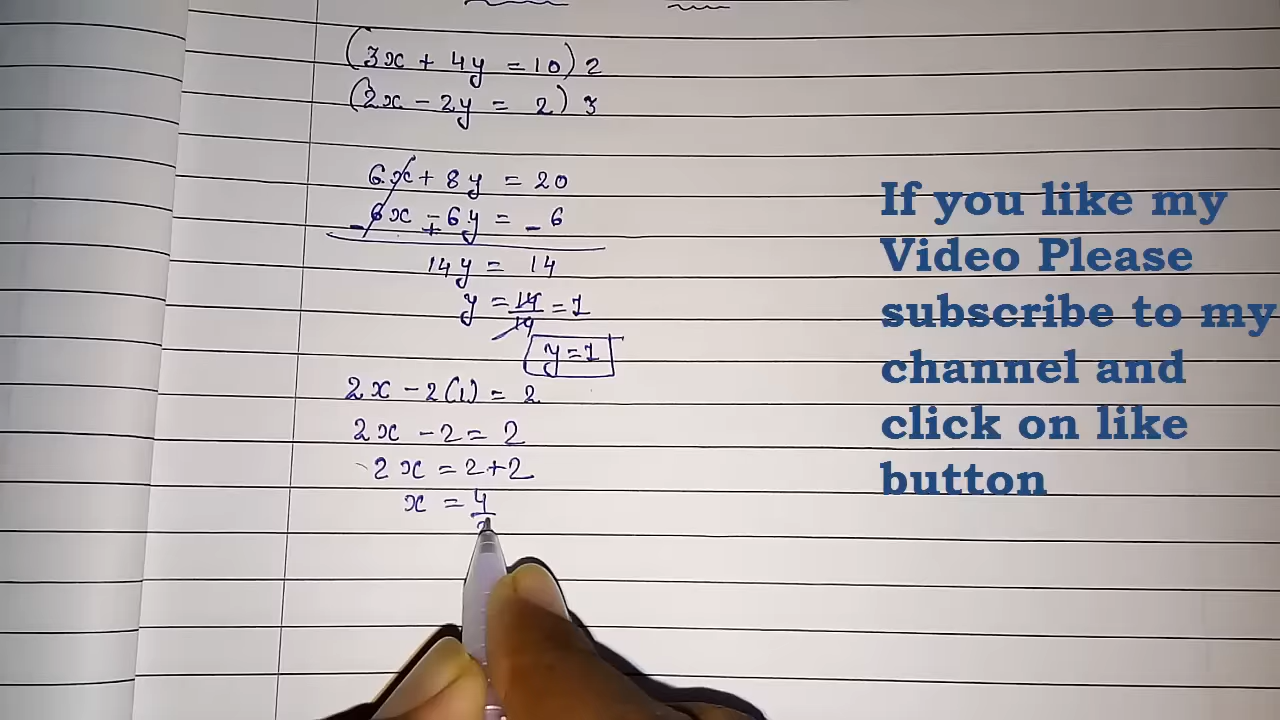 (3x + 4y = 10) 2
(2x - 2y = 2) 3
6x + 8y = 20
- 6x - 6y = - 6
+
14y = 14
y = 14/14 = 1
y = 1
2x - 2(1) = 2
2x - 2 = 2
2x = 2 + 2
x = 4/
If you like my
Video Please
subscribe to my
channel and
click on like
button